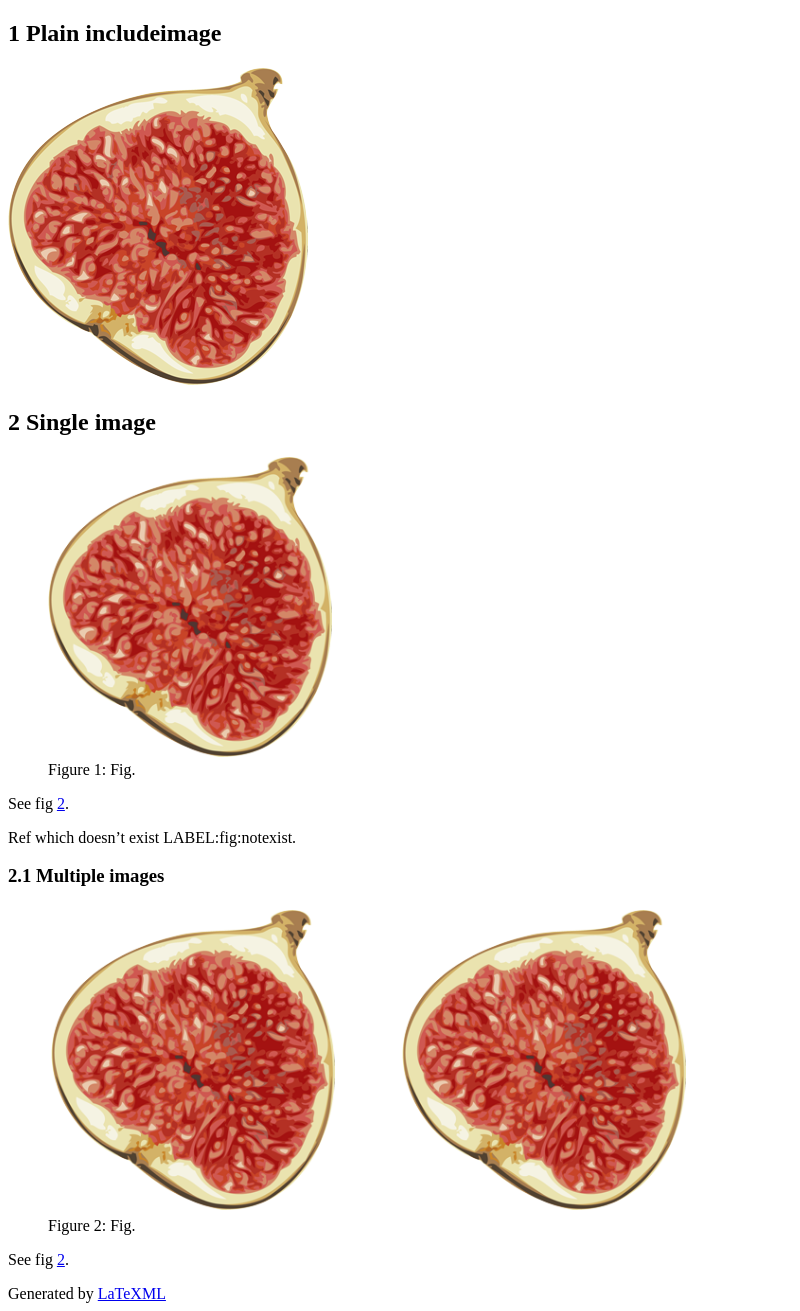 1 Plain includeimage
2 Single image
Figure 1: Fig.
See fig 2.
Ref which doesn’t exist LABEL:fig:notexist.
2.1 Multiple images
Figure 2: Fig.
See fig 2.
Generated by LaTeXML